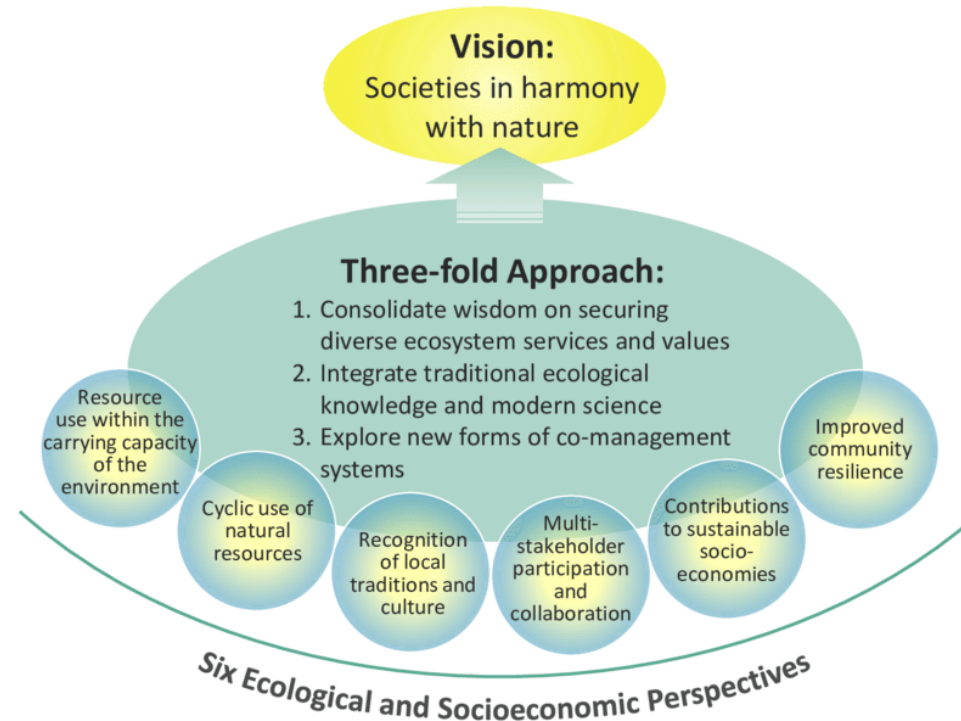 Vision:
Societies in harmony
with nature
Three-fold Approach:
1. Consolidate wisdom on securing
diverse ecosystem services and values
2. Integrate traditional ecological
knowledge and modern science
3. Explore new forms of co-management
systems
Resource
use within the
carrying capacity
of the
environment
Cyclic use of
natural
resources
Recognition
of local
traditions and
culture
Multi-
stakeholder
participation
and
collaboration
Contributions
to sustainable
socio-
economies
Improved
community
resilience
Six Ecological and Socioeconomic Perspectives